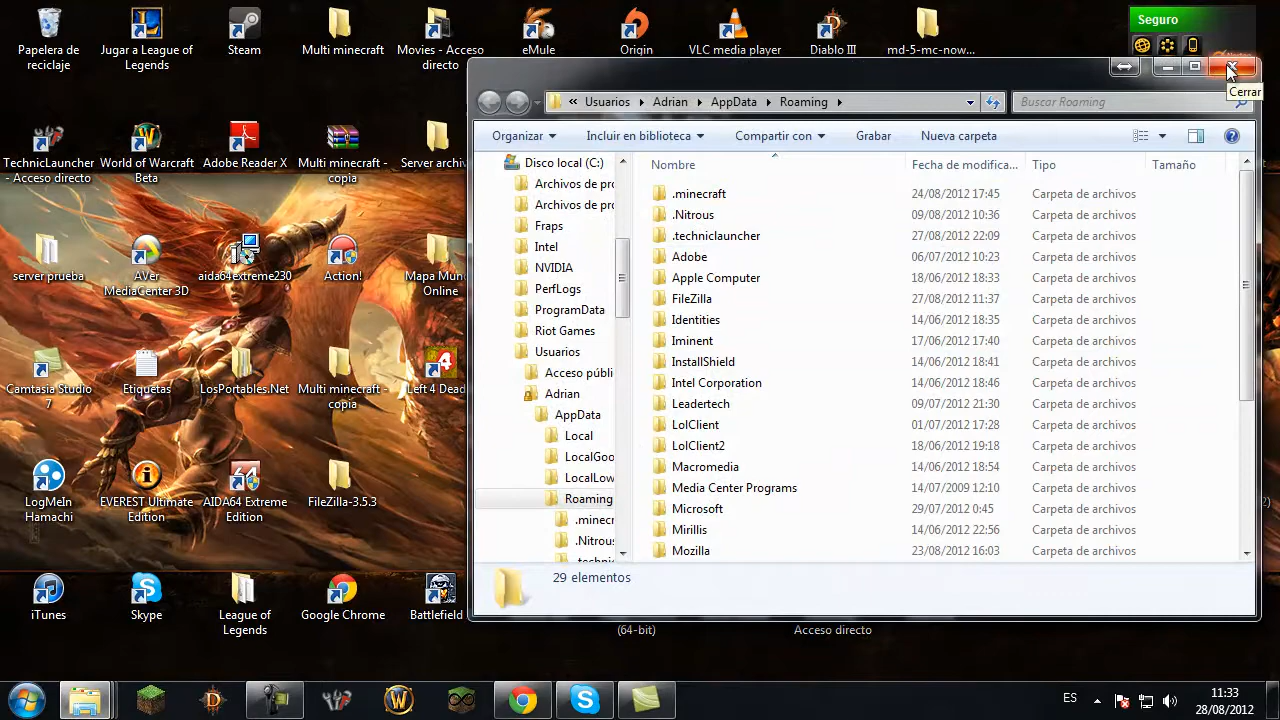 Papelera de
reciclaje
Jugar a League of
Legends
Steam
Multi minecraft
Movies - Acceso
directo
eMule
Origin
VLC media player
Diablo III
md-5-mc-now...
Seguro
Cerrar
TechnicLauncher
- Acceso directo
World of Warcraft
Beta
Adobe Reader X
Multi minecraft -
copia
Server archiv
server prueba
AVer
MediaCenter 3D
aida64extreme230
Action!
Mapa Mun
Online
Camtasia Studio
7
Etiquetas
LosPortables.Net
Multi minecraft -
copia
Left 4 Dead
LogMeIn
Hamachi
EVEREST Ultimate
Edition
AIDA64 Extreme
Edition
FileZilla-3.5.3
iTunes
Skype
League of
Legends
Google Chrome
Battlefield
« Usuarios Adrian AppData Roaming
Buscar Roaming
Organizar Incluir en biblioteca Compartir con Grabar Nueva carpeta
Disco local (C:)
Archivos de pro
Archivos de pro
Fraps
Intel
NVIDIA
PerfLogs
ProgramData
Riot Games
Usuarios
Acceso públi
Adrian
AppData
Local
LocalGoo
LocalLow
Roaming
.minecr
.Nitrous
Nombre Fecha de modifica... Tipo Tamaño
.minecraft 24/08/2012 17:45 Carpeta de archivos
.Nitrous 09/08/2012 10:36 Carpeta de archivos
.techniclauncher 27/08/2012 22:09 Carpeta de archivos
Adobe 06/07/2012 10:23 Carpeta de archivos
Apple Computer 18/06/2012 18:33 Carpeta de archivos
FileZilla 27/08/2012 11:37 Carpeta de archivos
Identities 14/06/2012 18:35 Carpeta de archivos
Iminent 17/06/2012 17:40 Carpeta de archivos
InstallShield 14/06/2012 18:41 Carpeta de archivos
Intel Corporation 14/06/2012 18:46 Carpeta de archivos
Leadertech 09/07/2012 21:30 Carpeta de archivos
LolClient 01/07/2012 17:28 Carpeta de archivos
LolClient2 18/06/2012 19:18 Carpeta de archivos
Macromedia 14/06/2012 18:54 Carpeta de archivos
Media Center Programs 14/07/2009 12:10 Carpeta de archivos
Microsoft 29/07/2012 0:45 Carpeta de archivos
Mirillis 14/06/2012 22:56 Carpeta de archivos
Mozilla 23/08/2012 16:03 Carpeta de archivos
29 elementos
(64-bit)
Acceso directo
ES
11:33
28/08/2012